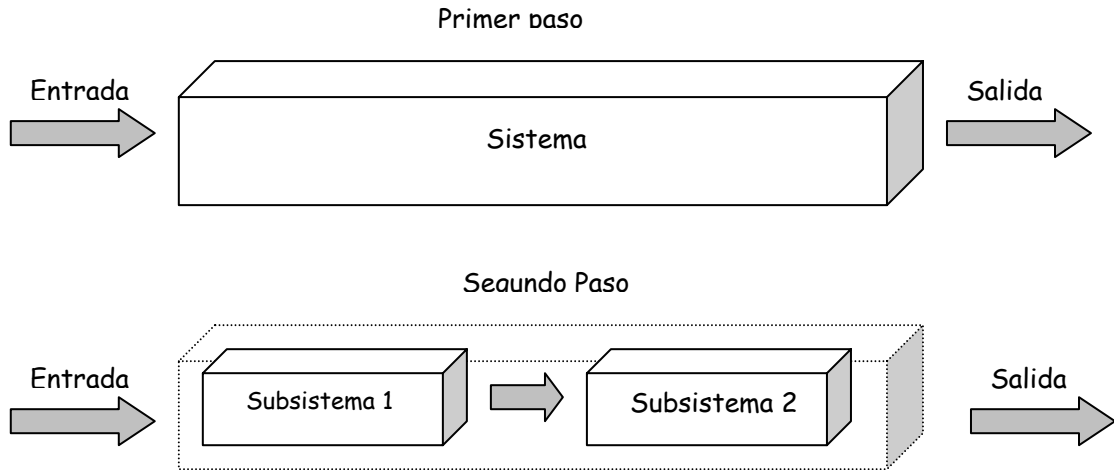 Primer paso
Entrada
Sistema
Salida
Segundo Paso
Entrada
Subsistema 1
Subsistema 2
Salida